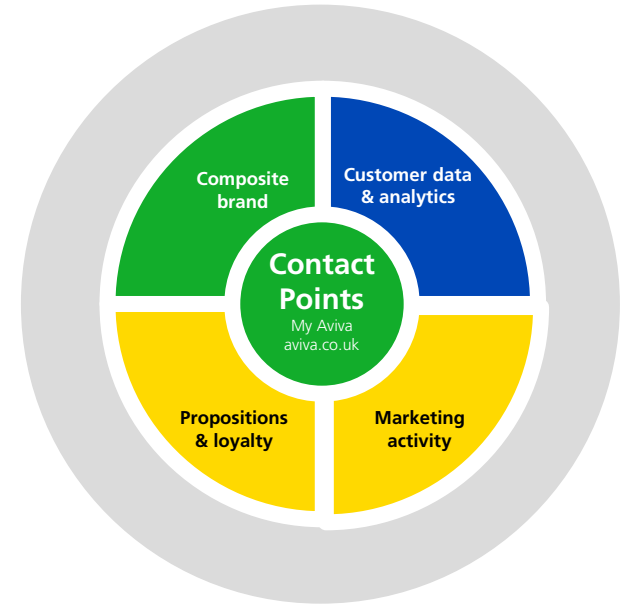 Composite
brand
Customer data
& analytics
Contact
Points
My Aviva
aviva.co.uk
Propositions
& loyalty
Marketing
activity